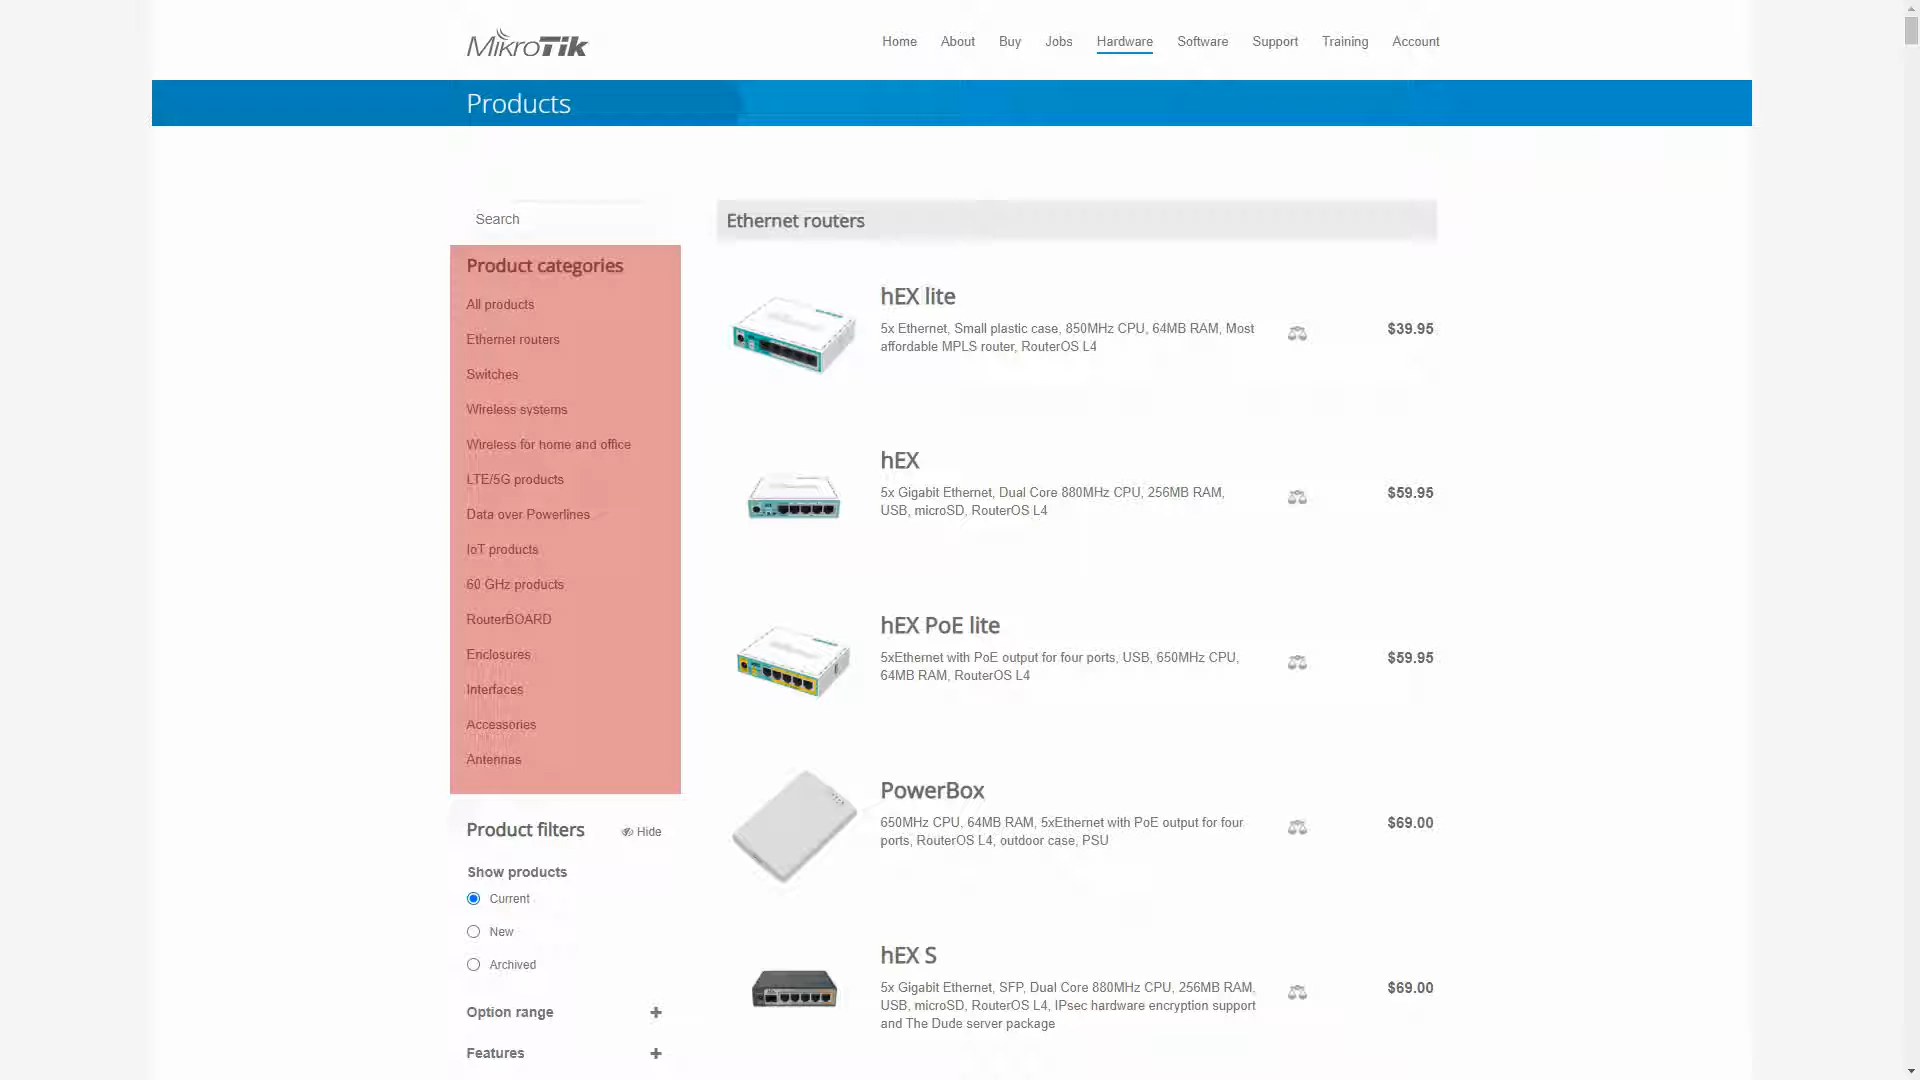 MikroTik
Home About Buy Jobs Hardware Software Support Training Account
Products
Search
Product categories
All products
Ethernet routers
Switches
Wireless systems
Wireless for home and office
LTE/5G products
Data over Powerlines
IoT products
60 GHz products
RouterBOARD
Enclosures
Interfaces
Accessories
Antennas
Product filters
Hide
Show products
Current
New
Archived
Option range
Features
Ethernet routers
hEX lite
5x Ethernet, Small plastic case, 850MHz CPU, 64MB RAM, Most
affordable MPLS router, RouterOS L4
$39.95
hEX
5x Gigabit Ethernet, Dual Core 880MHz CPU, 256MB RAM,
USB, microSD, RouterOS L4
$59.95
hEX PoE lite
5xEthernet with PoE output for four ports, USB, 650MHz CPU,
64MB RAM, RouterOS L4
$59.95
PowerBox
650MHz CPU, 64MB RAM, 5xEthernet with PoE output for four
ports, RouterOS L4, outdoor case, PSU
$69.00
hEX S
5x Gigabit Ethernet, SFP, Dual Core 880MHz CPU, 256MB RAM,
USB, microSD, RouterOS L4, IPsec hardware encryption support
and The Dude server package
$69.00